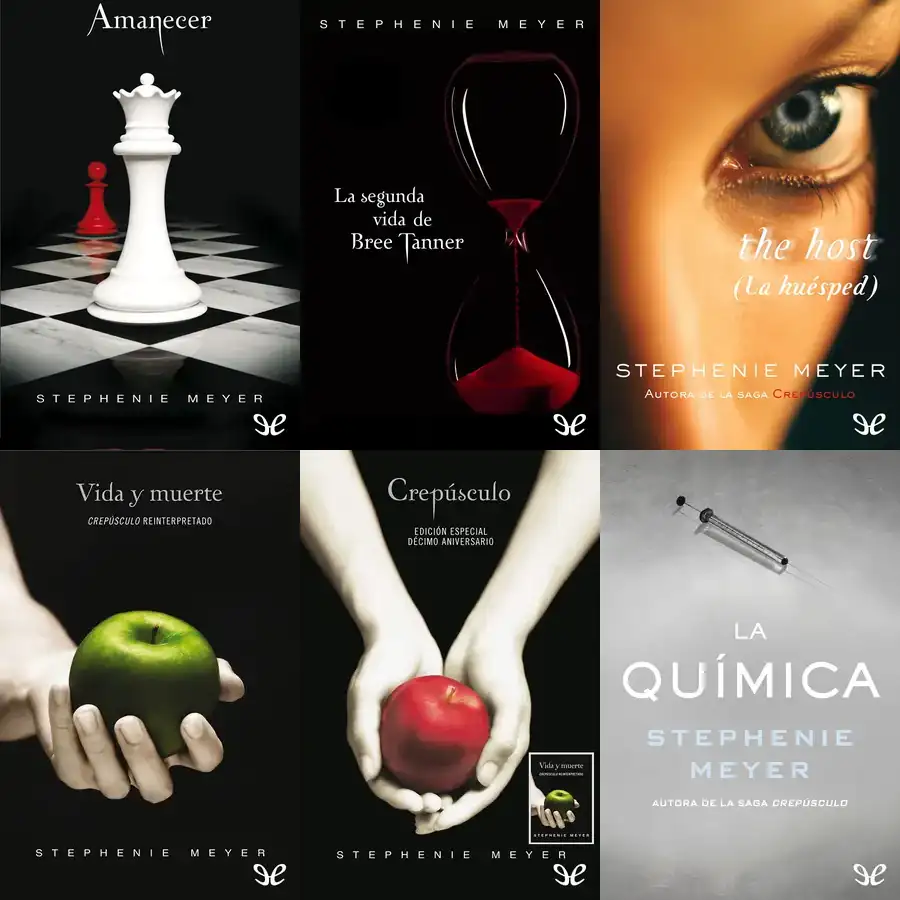 Amanecer
STEPHENIE MEYER
STEPHENIE MEYER
La segunda
vida de
Bree Tanner
the host
(La huésped)
STEPHENIE MEYER
AUTORA DE LA SAGA CREPÚSCULO
Vida y muerte
CREPÚSCULO REINTERPRETADO
STEPHENIE MEYER
Crepúsculo
EDICIÓN ESPECIAL
DÉCIMO ANIVERSARIO
Vida y muerte
CREPÚSCULO REINTERPRETADO
STEPHENIE MEYER
STEPHENIE MEYER
LA
QUÍMICA
STEPHENIE
MEYER
AUTORA DE LA SAGA CREPÚSCULO